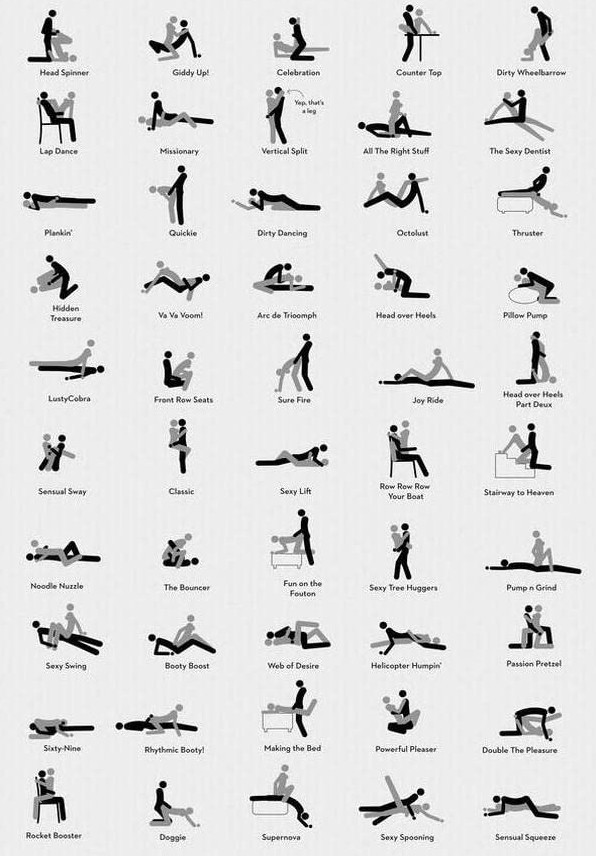 Head Spinner
Giddy Up!
Celebration
Counter Top
Dirty Wheelbarrow
Yep, that's
a leg
Lap Dance
Missionary
Vertical Split
All The Right Stuff
The Sexy Dentist
Plankin'
Quickie
Dirty Dancing
Octolust
Thruster
Hidden
Treasure
Va Va Voom!
Arc de Trioomph
Head over Heels
Pillow Pump
LustyCobra
Front Row Seats
Sure Fire
Joy Ride
Head over Heels
Part Deux
Sensual Sway
Classic
Sexy Lift
Row Row Row
Your Boat
Stairway to Heaven
Noodle Nuzzle
The Bouncer
Fun on the
Fouton
Sexy Tree Huggers
Pump n Grind
Sexy Swing
Booty Boost
Web of Desire
Helicopter Humpin'
Passion Pretzel
Sixty-Nine
Rhythmic Booty!
Making the Bed
Powerful Pleaser
Double The Pleasure
Rocket Booster
Doggie
Supernova
Sexy Spooning
Sensual Squeeze